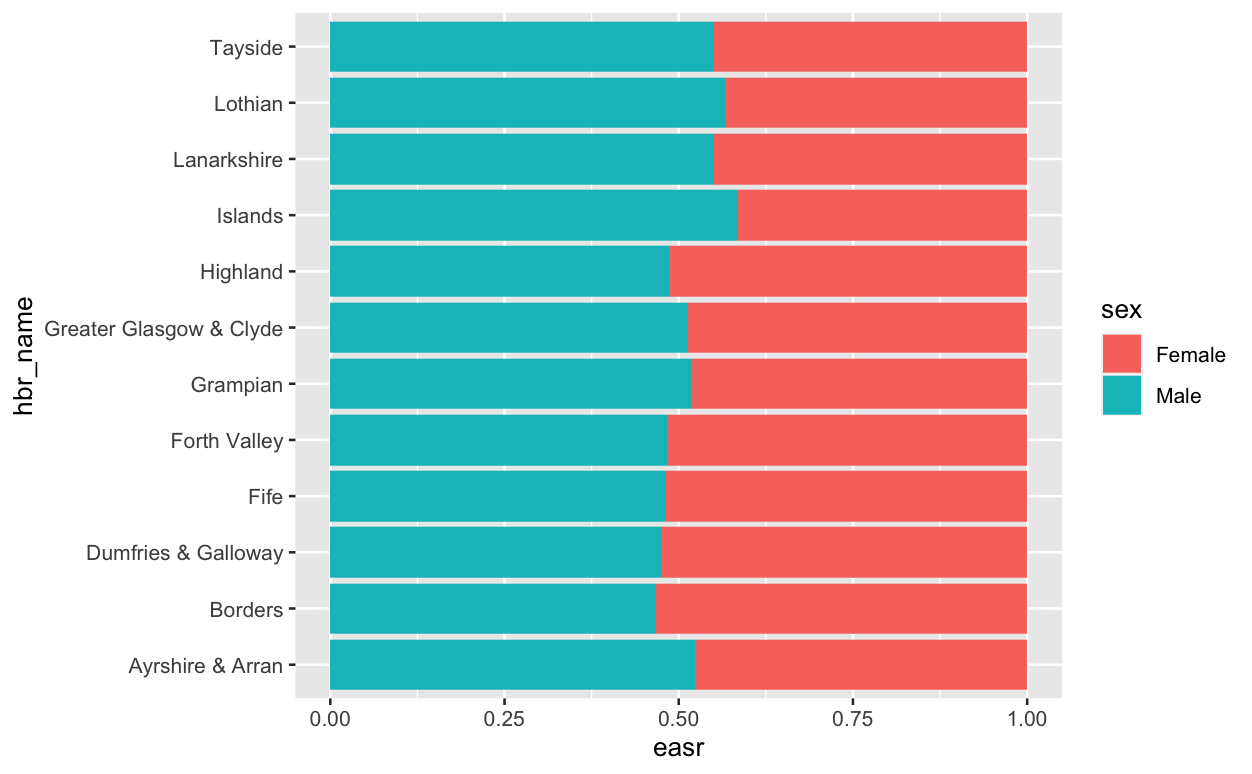 Tayside
Lothian
Lanarkshire
Islands
Highland
Greater Glasgow & Clyde
Grampian
Forth Valley
Fife
Dumfries & Galloway
Borders
Ayrshire & Arran
hbr_name
0.00 0.25 0.50 0.75 1.00
easr
sex
Female
Male